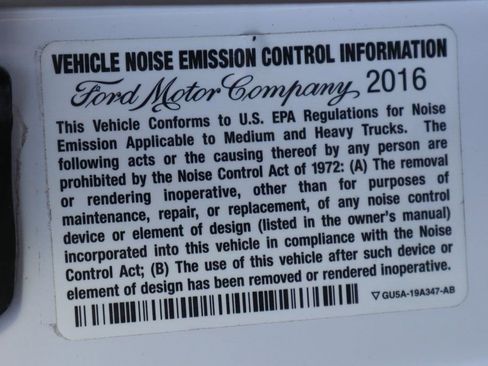 VEHICLE NOISE EMISSION CONTROL INFORMATION
Ford Motor Company 2016
This Vehicle Conforms to U.S. EPA Regulations for Noise
Emission Applicable to Medium and Heavy Trucks. The
following acts or the causing thereof by any person are
prohibited by the Noise Control Act of 1972: (A) The removal
or rendering inoperative, other than for purposes of
maintenance, repair, or replacement, of any noise control
device or element of design (listed in the owner's manual)
incorporated into this vehicle in compliance with the Noise
Control Act; (B) The use of this vehicle after such device or
element of design has been removed or rendered inoperative.
GU5A-19A347-AB